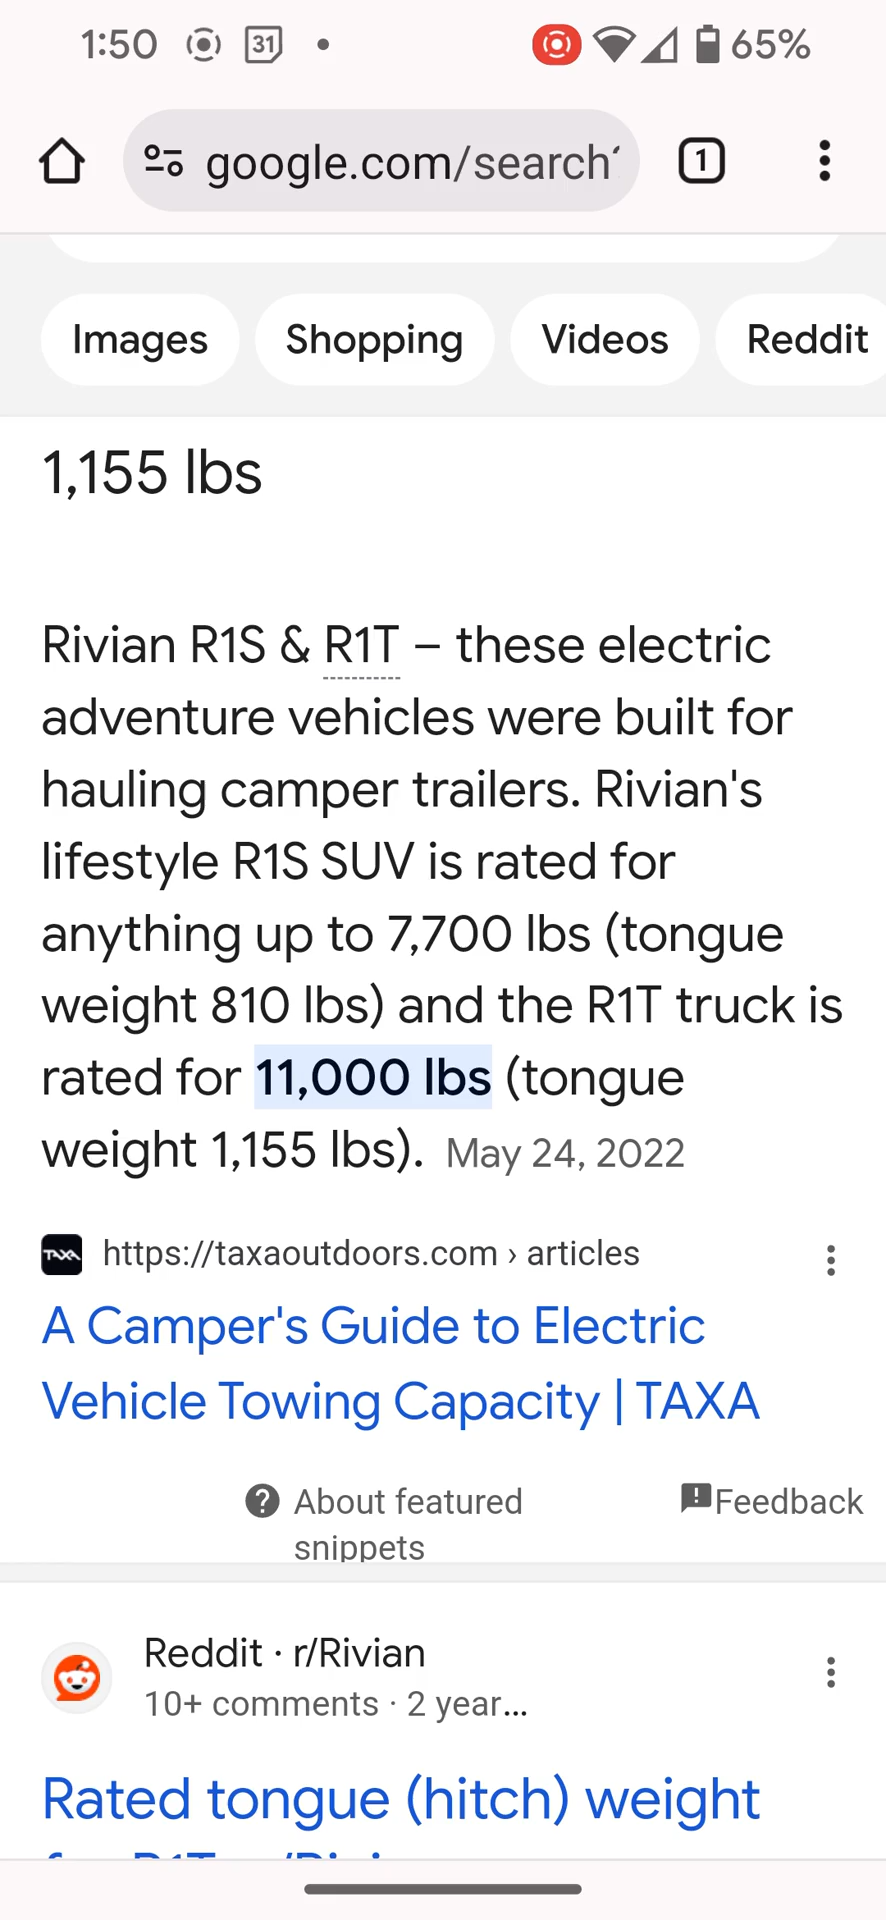 1:50 31 65%
google.com/search
1
Images Shopping Videos Reddit
1,155 lbs
Rivian R1S & R1T – these electric
adventure vehicles were built for
hauling camper trailers. Rivian's
lifestyle R1S SUV is rated for
anything up to 7,700 lbs (tongue
weight 810 lbs) and the R1T truck is
rated for 11,000 lbs (tongue
weight 1,155 lbs). May 24, 2022
TAXA https://taxaoutdoors.com › articles
A Camper's Guide to Electric
Vehicle Towing Capacity | TAXA
About featured Feedback
snippets
Reddit · r/Rivian
10+ comments · 2 year...
Rated tongue (hitch) weight